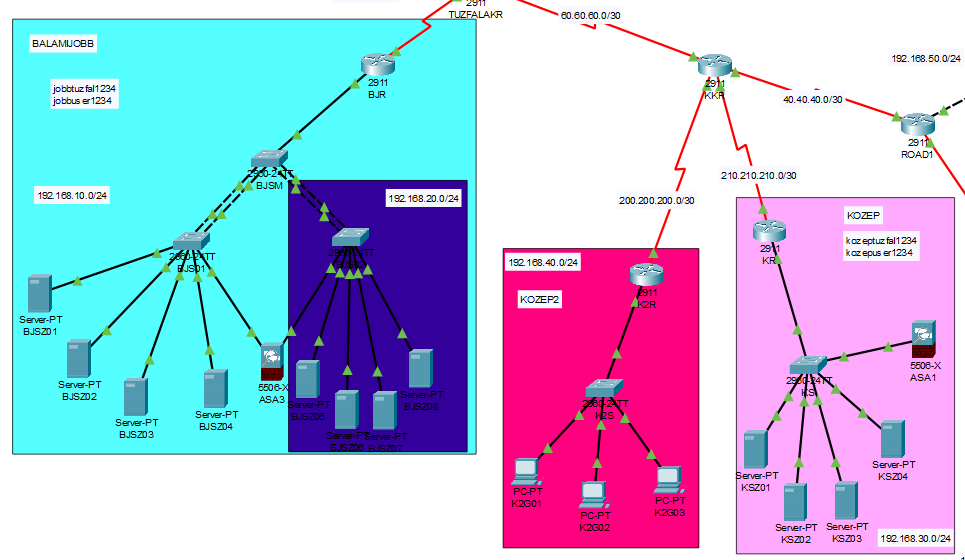 2911
TUZFALAKR
60.60.60.0/30
BALAMIJOBB
jobbtuzfal1234
jobbuser1234
2911
BJR
2911
KKR
192.168.50.0/24
40.40.40.0/30
2911
ROAD1
2960-24TT
BJSM
192.168.10.0/24
192.168.20.0/24
210.210.210.0/30
200.200.200.0/30
KOZEP
kozeptuzfal1234
kozepuser1234
2960-24TT
BJS01
2960-24TT
192.168.40.0/24
KOZEP2
2911
K2R
2911
KR
Server-PT
BJSZ01
Server-PT
BJSZ02
Server-PT
BJSZ03
Server-PT
BJSZ04
5506-X
ASA3
Server-PT
BJSZ05
Server-PT
BJSZ06
Server-PT
BJSZ07
Server-PT
BJSZ08
2960-24TT
K2S
PC-PT
K2G01
PC-PT
K2G02
PC-PT
K2G03
2960-24TT
KS
5506-X
ASA1
Server-PT
KSZ01
Server-PT
KSZ02
Server-PT
KSZ03
Server-PT
KSZ04
192.168.30.0/24